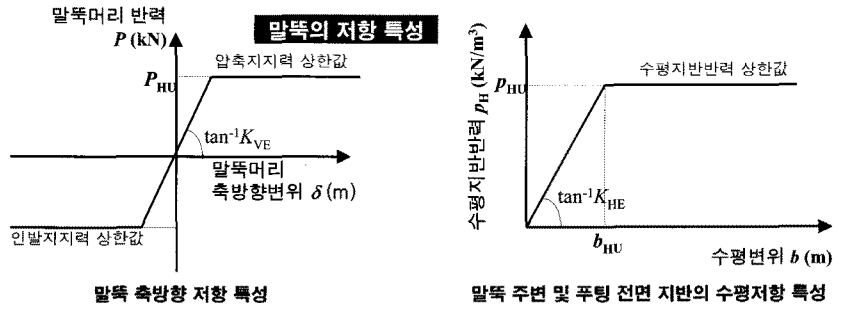 말뚝의 저항 특성
말뚝머리 반력
P (kN)
압축지지력 상한값
P_HU
tan⁻¹K_VE
말뚝머리
축방향변위 δ (m)
인발지지력 상한값
말뚝 축방향 저항 특성
수평지반반력 p_H (kN/m³)
수평지반반력 상한값
p_HU
tan⁻¹K_HE
b_HU
수평변위 b (m)
말뚝 주변 및 푸팅 전면 지반의 수평저항 특성